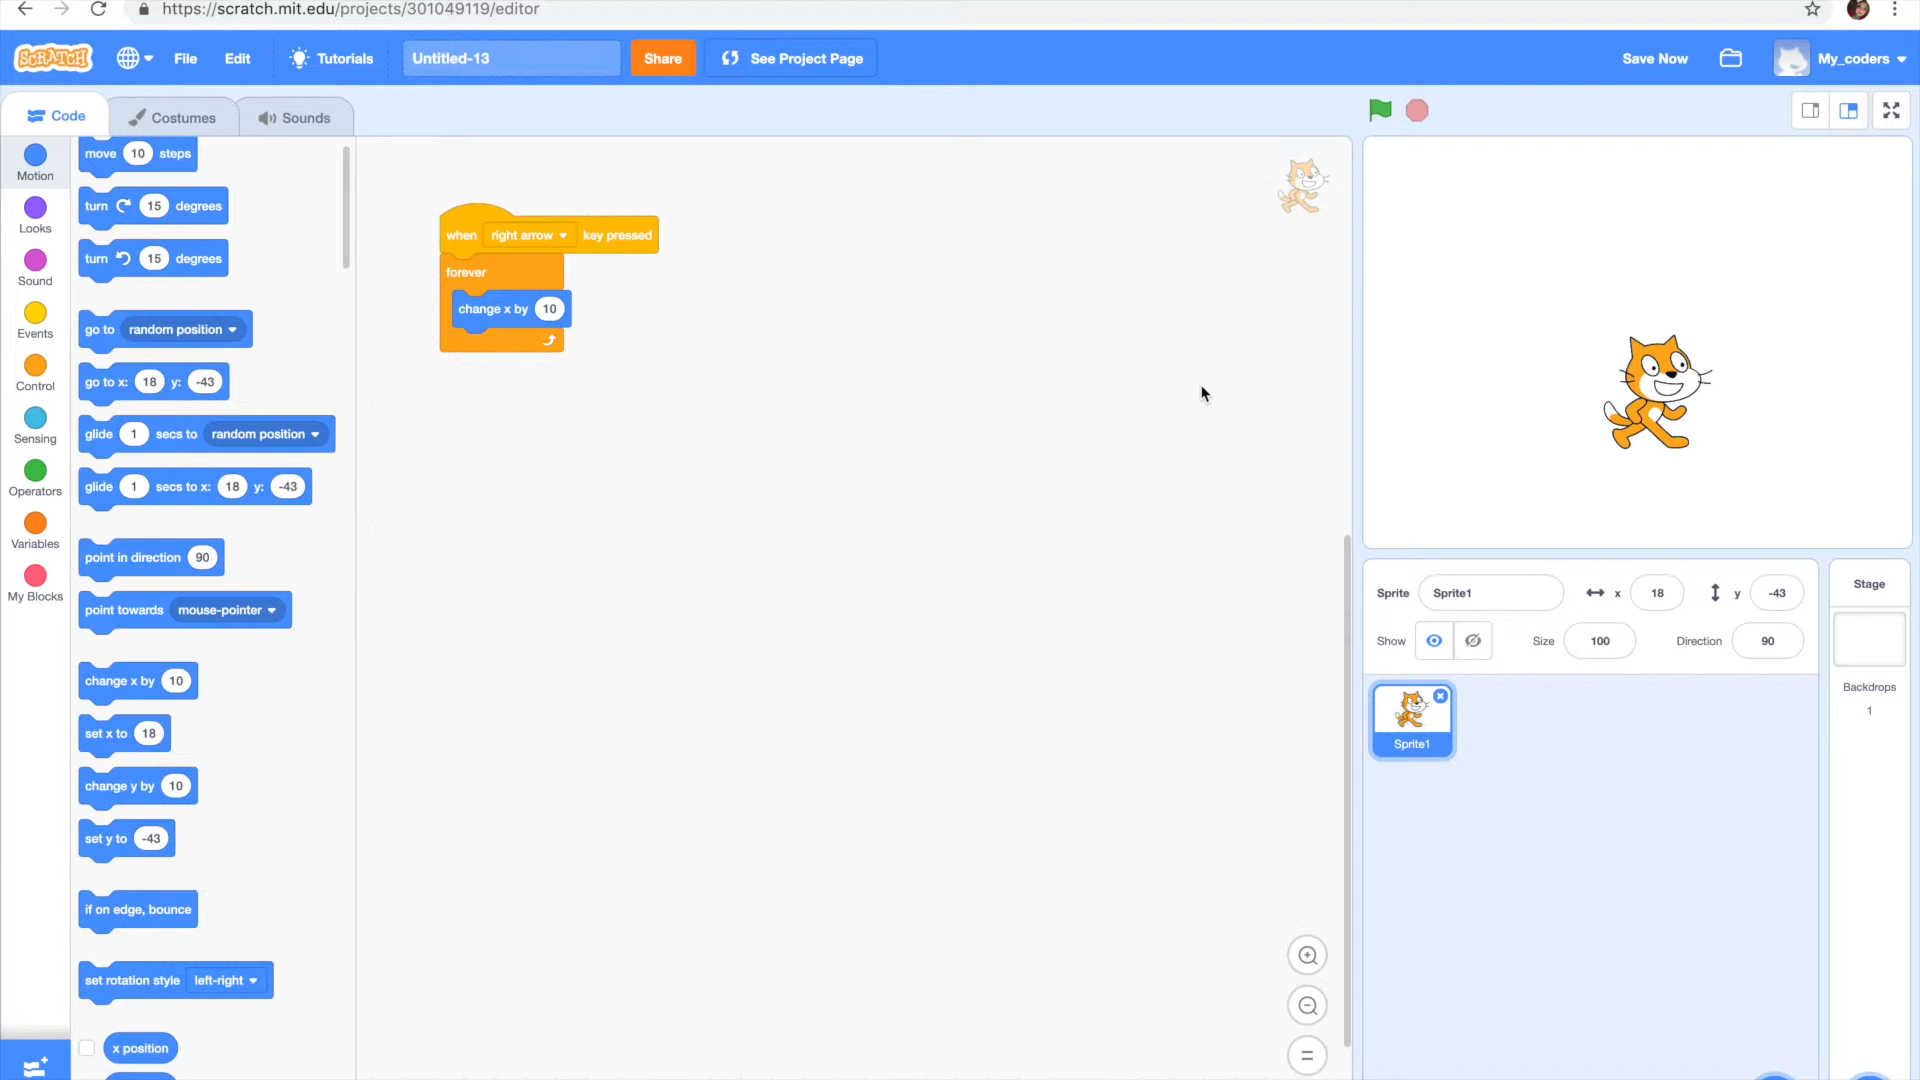 https://scratch.mit.edu/projects/301049119/editor
SCRATCH File Edit Tutorials Untitled-13 Share See Project Page Save Now My_coders
Code Costumes Sounds
Motion
Looks
Sound
Events
Control
Sensing
Operators
Variables
My Blocks
move 10 steps
turn 15 degrees
turn 15 degrees
go to random position
go to x: 18 y: -43
glide 1 secs to random position
glide 1 secs to x: 18 y: -43
point in direction 90
point towards mouse-pointer
change x by 10
set x to 18
change y by 10
set y to -43
if on edge, bounce
set rotation style left-right
x position
when right arrow key pressed
forever
change x by 10
Sprite Sprite1 x 18 y -43
Show Size 100 Direction 90
Sprite1
Stage
Backdrops
1